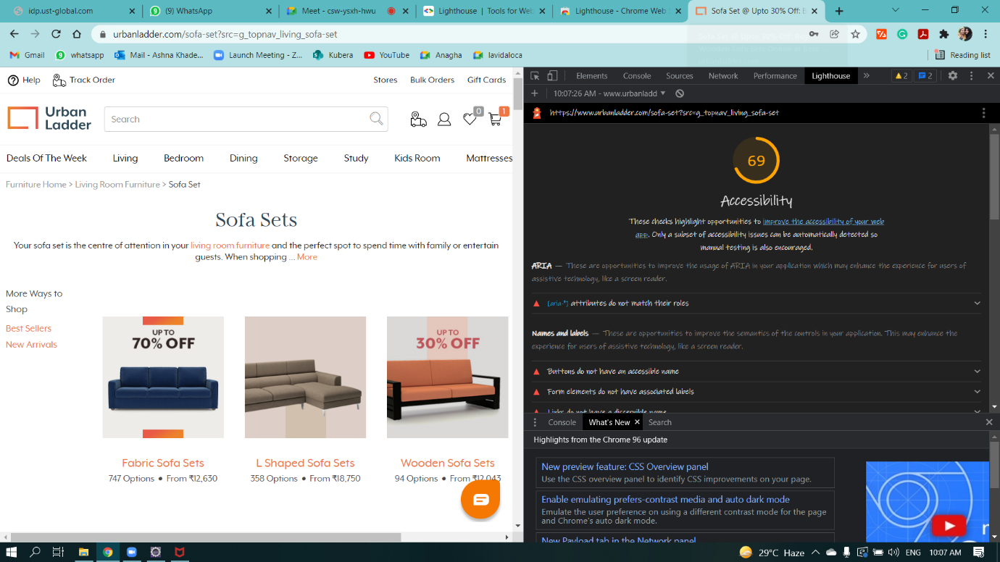 idp.ust-global.com
(9) WhatsApp
Meet - csw-ysxh-hwu
Lighthouse | Tools for Web
Lighthouse - Chrome Web
Sofa Set @ Upto 30% Off: B
urbanladder.com/sofa-set?src=g_topnav_living_sofa-set
Gmail
whatsapp
Mail - Ashna Khade...
Launch Meeting - Z...
Kubera
YouTube
Anagha
lavidaloca
Reading list
Help
Track Order
Stores
Bulk Orders
Gift Cards
Urban
Ladder
Search
0
1
Deals Of The Week
Living
Bedroom
Dining
Storage
Study
Kids Room
Mattresses
Furniture Home > Living Room Furniture > Sofa Set
Sofa Sets
Your sofa set is the centre of attention in your living room furniture and the perfect spot to spend time with family or entertain
guests. When shopping ... More
More Ways to
Shop
Best Sellers
New Arrivals
UP TO
70% OFF
UP TO
30% OFF
Fabric Sofa Sets
747 Options ● From ₹12,630
L Shaped Sofa Sets
358 Options ● From ₹18,750
Wooden Sofa Sets
94 Options ● From ₹12,043
Elements
Console
Sources
Network
Performance
Lighthouse
»
2
2
10:07:26 AM - www.urbanladd
https://www.urbanladder.com/sofa-set?src=g_topnav_living_sofa-set
69
Accessibility
These checks highlight opportunities to improve the accessibility of your web
app. Only a subset of accessibility issues can be automatically detected so
manual testing is also encouraged.
ARIA — These are opportunities to improve the usage of ARIA in your application which may enhance the experience for users of
assistive technology, like a screen reader.
[aria-*] attributes do not match their roles
Names and labels — These are opportunities to improve the semantics of the controls in your application. This may enhance the
experience for users of assistive technology, like a screen reader.
Buttons do not have an accessible name
Form elements do not have associated labels
Links do not have a discernible name
Console
What's New
Search
Highlights from the Chrome 96 update
New preview feature: CSS Overview panel
Use the CSS overview panel to identify CSS improvements on your page.
Enable emulating prefers-contrast media and auto dark mode
Emulate the user preference on using a different contrast mode for the page
and Chrome's auto dark mode.
New Payload tab in the Network panel
29°C Haze
ENG
10:07 AM